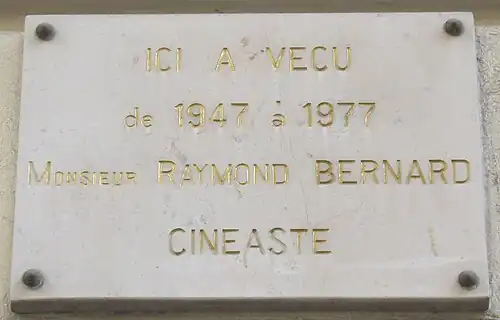 ICI A VECU
de 1947 à 1977
MONSIEUR RAYMOND BERNARD
CINEASTE